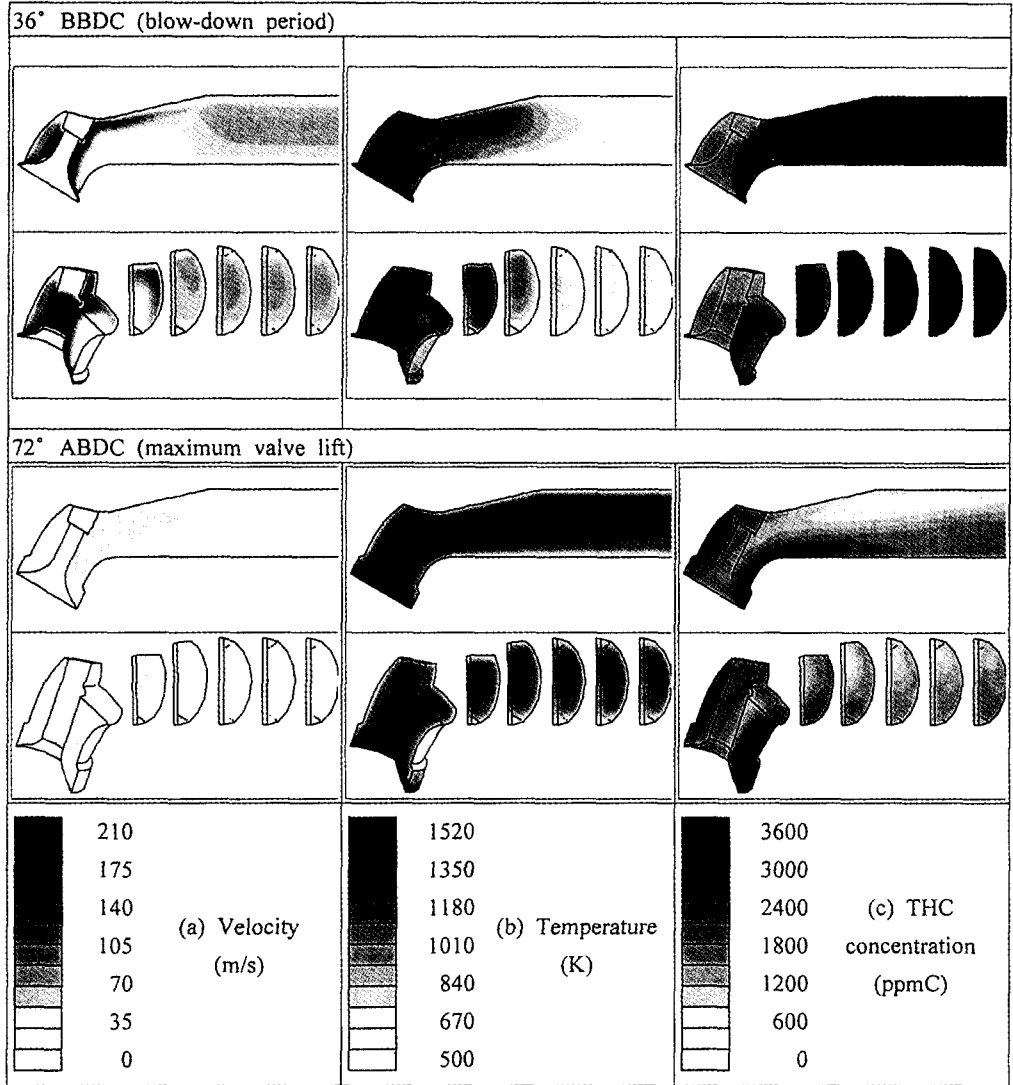 36° BBDC (blow-down period)
72° ABDC (maximum valve lift)
210
175
140
105
70
35
0
(a) Velocity
(m/s)
1520
1350
1180
1010
840
670
500
(b) Temperature
(K)
3600
3000
2400
1800
1200
600
0
(c) THC
concentration
(ppmC)